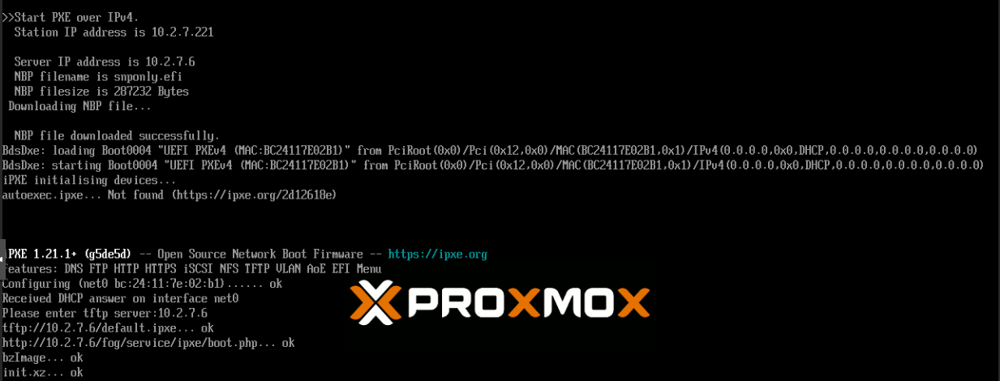 >>Start PXE over IPv4.
Station IP address is 10.2.7.221
Server IP address is 10.2.7.6
NBP filename is snponly.efi
NBP filesize is 287232 Bytes
Downloading NBP file...
NBP file downloaded successfully.
BdsDxe: loading Boot0004 "UEFI PXEv4 (MAC:BC24117E02B1)" from PciRoot(0x0)/Pci(0x12,0x0)/MAC(BC24117E02B1,0x1)/IPv4(0.0.0.0,0x0,DHCP,0.0.0.0,0.0.0.0,0.0.0.0)
BdsDxe: starting Boot0004 "UEFI PXEv4 (MAC:BC24117E02B1)" from PciRoot(0x0)/Pci(0x12,0x0)/MAC(BC24117E02B1,0x1)/IPv4(0.0.0.0,0x0,DHCP,0.0.0.0,0.0.0.0,0.0.0.0)
iPXE initialising devices...
autoexec.ipxe... Not found (https://ipxe.org/2d12618e)
iPXE 1.21.1+ (g5de5d) -- Open Source Network Boot Firmware -- https://ipxe.org
Features: DNS FTP HTTP HTTPS iSCSI NFS TFTP VLAN AoE EFI Menu
Configuring (net0 bc:24:11:7e:02:b1)...... ok
Received DHCP answer on interface net0
Please enter tftp server:10.2.7.6
tftp://10.2.7.6/default.ipxe... ok
http://10.2.7.6/fog/service/ipxe/boot.php... ok
bzImage... ok
init.xz... ok
PROXMOX